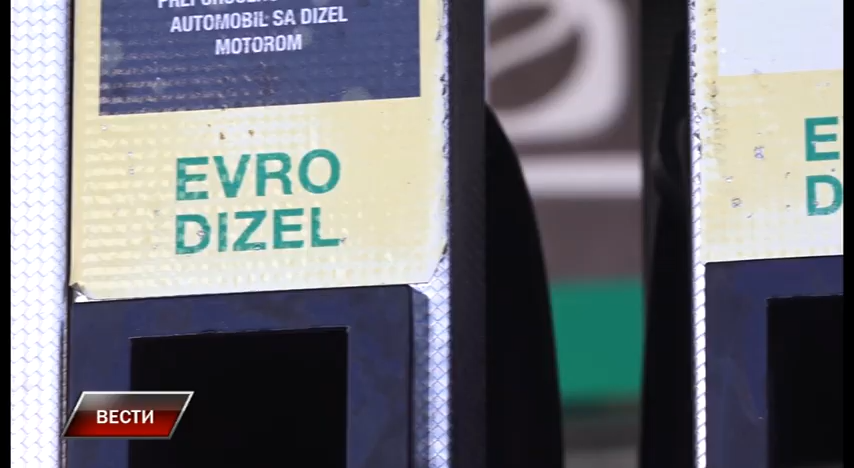 AUTOMOBIL SA DIZEL
MOTOROM
EVRO
DIZEL
ВЕСТИ